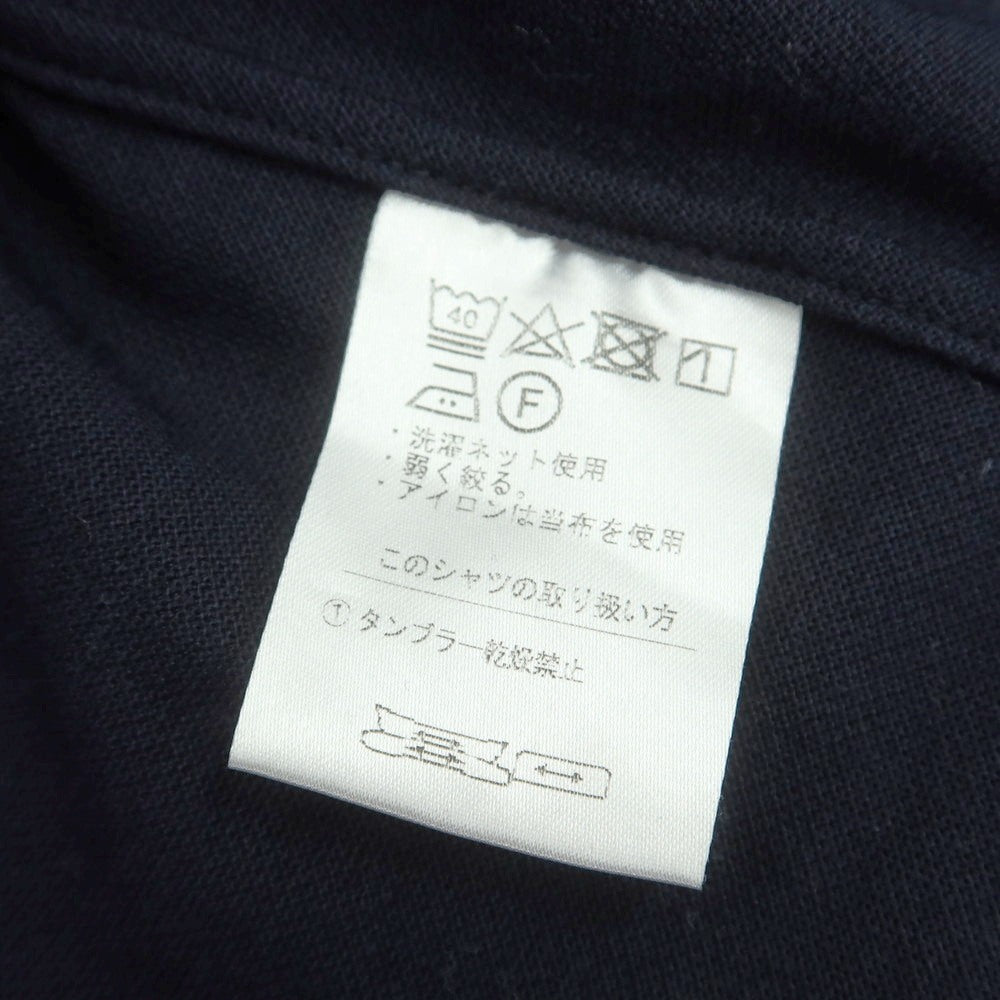 40
F
・洗濯ネット使用
・弱く絞る。
・アイロンは当布を使用
このシャツの取り扱い方
① タンブラー乾燥禁止